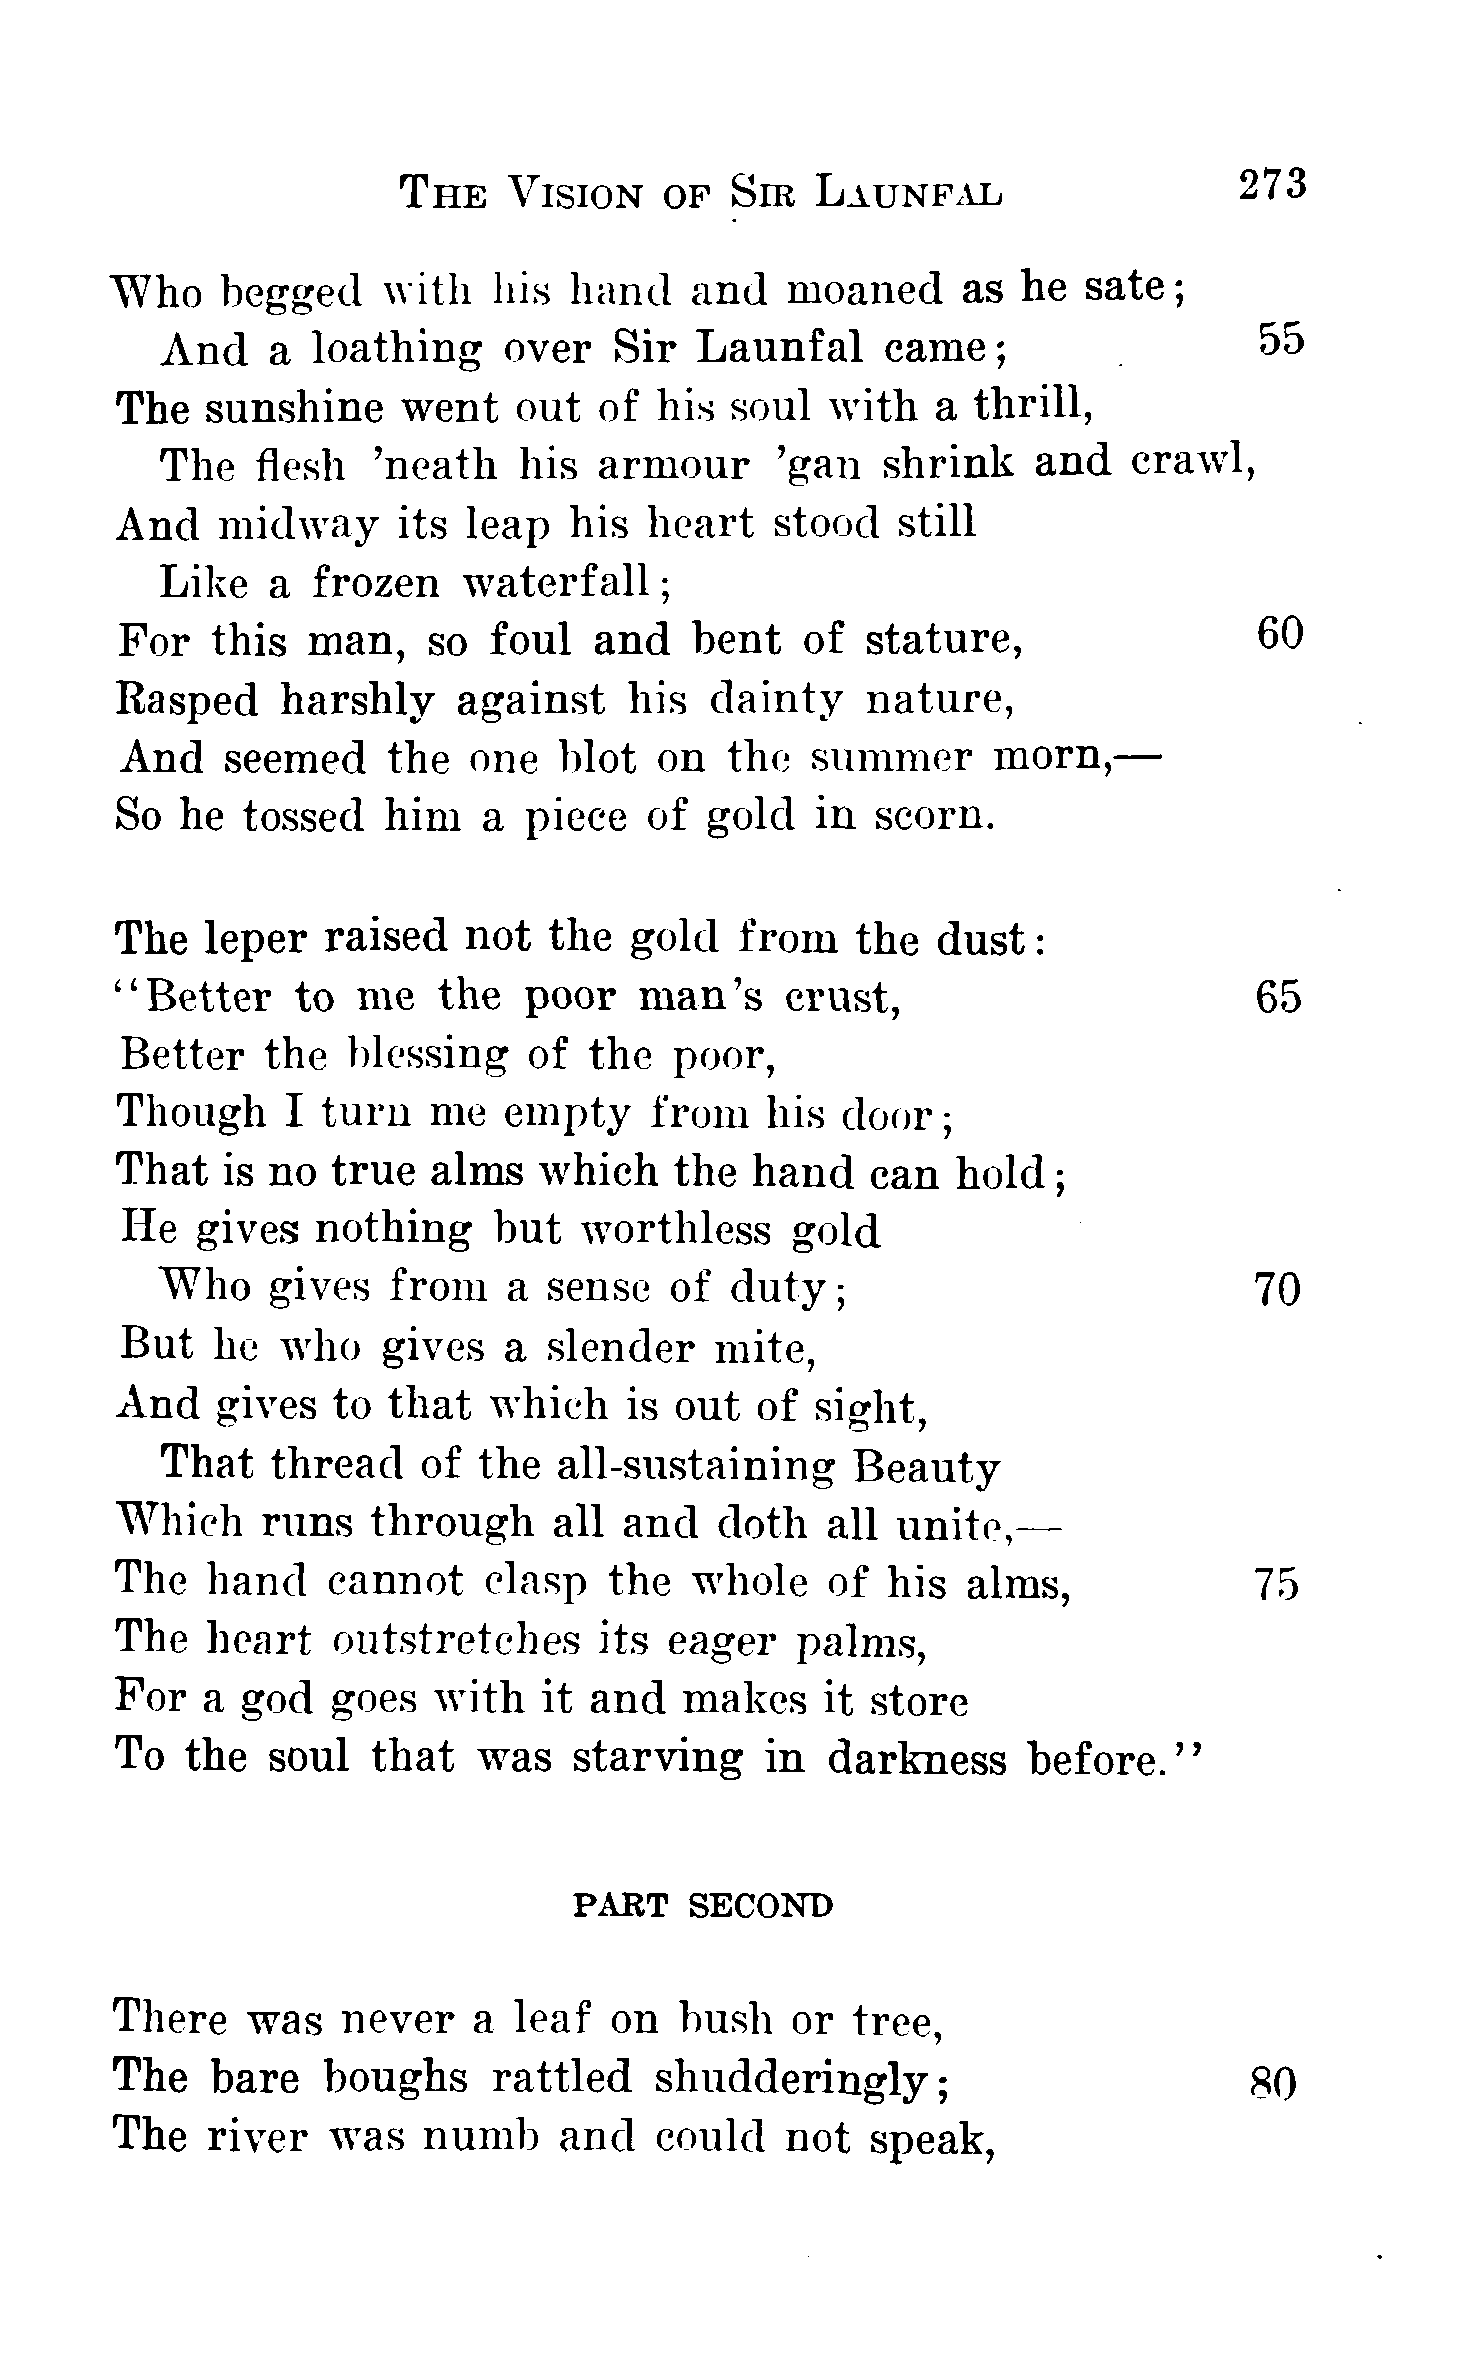 The Vision of Sir Launfal 273
Who begged with his hand and moaned as he sate;
And a loathing over Sir Launfal came; 55
The sunshine went out of his soul with a thrill,
The flesh 'neath his armour 'gan shrink and crawl,
And midway its leap his heart stood still
Like a frozen waterfall;
For this man, so foul and bent of stature, 60
Rasped harshly against his dainty nature,
And seemed the one blot on the summer morn,—
So he tossed him a piece of gold in scorn.
The leper raised not the gold from the dust:
"Better to me the poor man's crust, 65
Better the blessing of the poor,
Though I turn me empty from his door;
That is no true alms which the hand can hold;
He gives nothing but worthless gold
Who gives from a sense of duty; 70
But he who gives a slender mite,
And gives to that which is out of sight,
That thread of the all-sustaining Beauty
Which runs through all and doth all unite,—
The hand cannot clasp the whole of his alms, 75
The heart outstretches its eager palms,
For a god goes with it and makes it store
To the soul that was starving in darkness before."
PART SECOND
There was never a leaf on bush or tree,
The bare boughs rattled shudderingly; 80
The river was numb and could not speak,